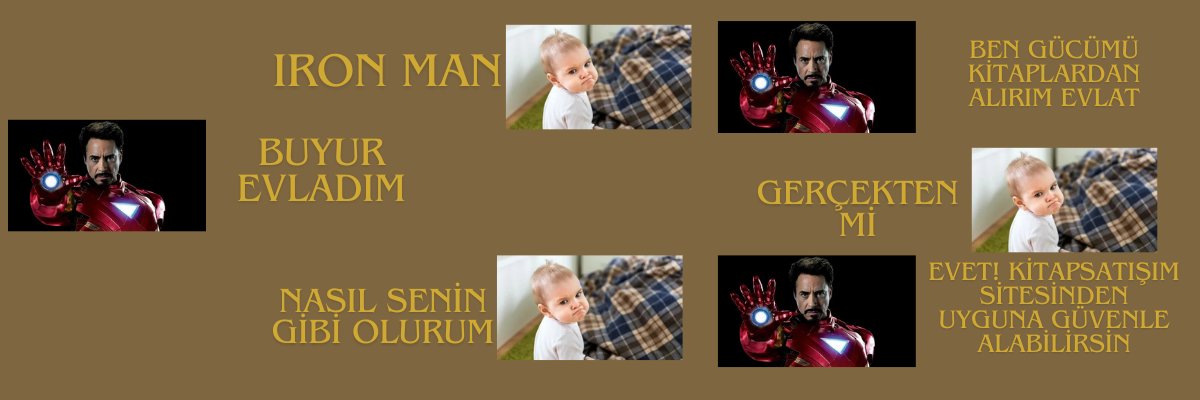 IRON MAN
BUYUR
EVLADIM
NAŞIL SENİN
GİBİ OLURUM
BEN GÜCÜMÜ
KİTAPLARDAN
ALIRIM EVLAT
GERÇEKTEN
Mİ
EVET! KİTAPSATIŞIM
SİTESİNDEN
UYGUNA GÜVENLE
ALABİLİRSİN